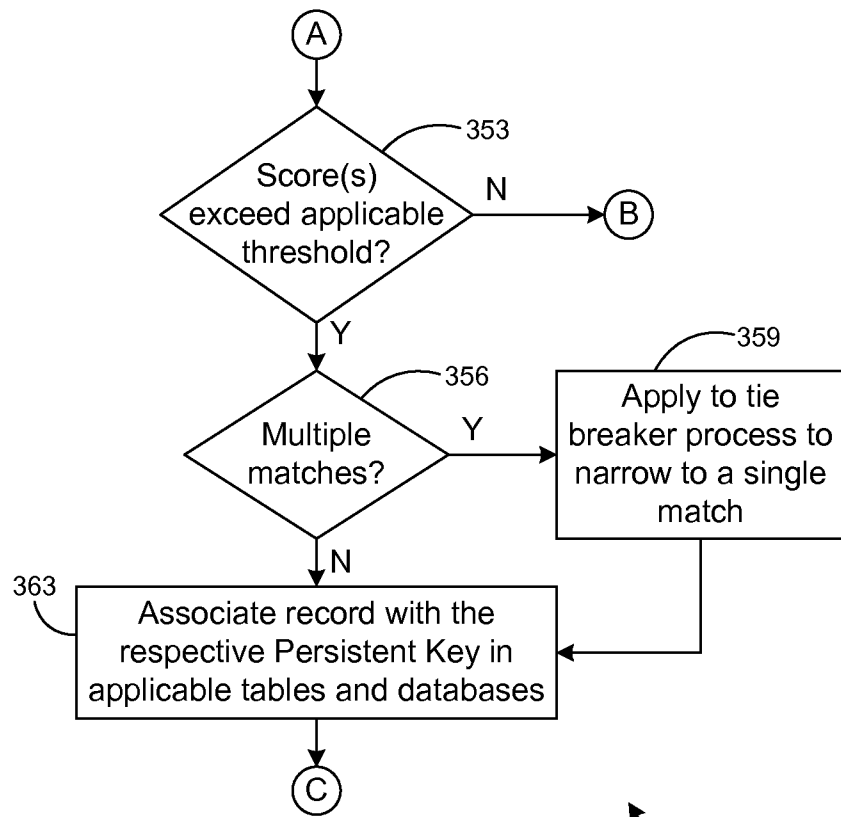 A
353
Score(s)
exceed applicable
threshold?
N
B
Y
356
Multiple
matches?
Y
359
Apply to tie
breaker process to
narrow to a single
match
N
363
Associate record with the
respective Persistent Key in
applicable tables and databases
C